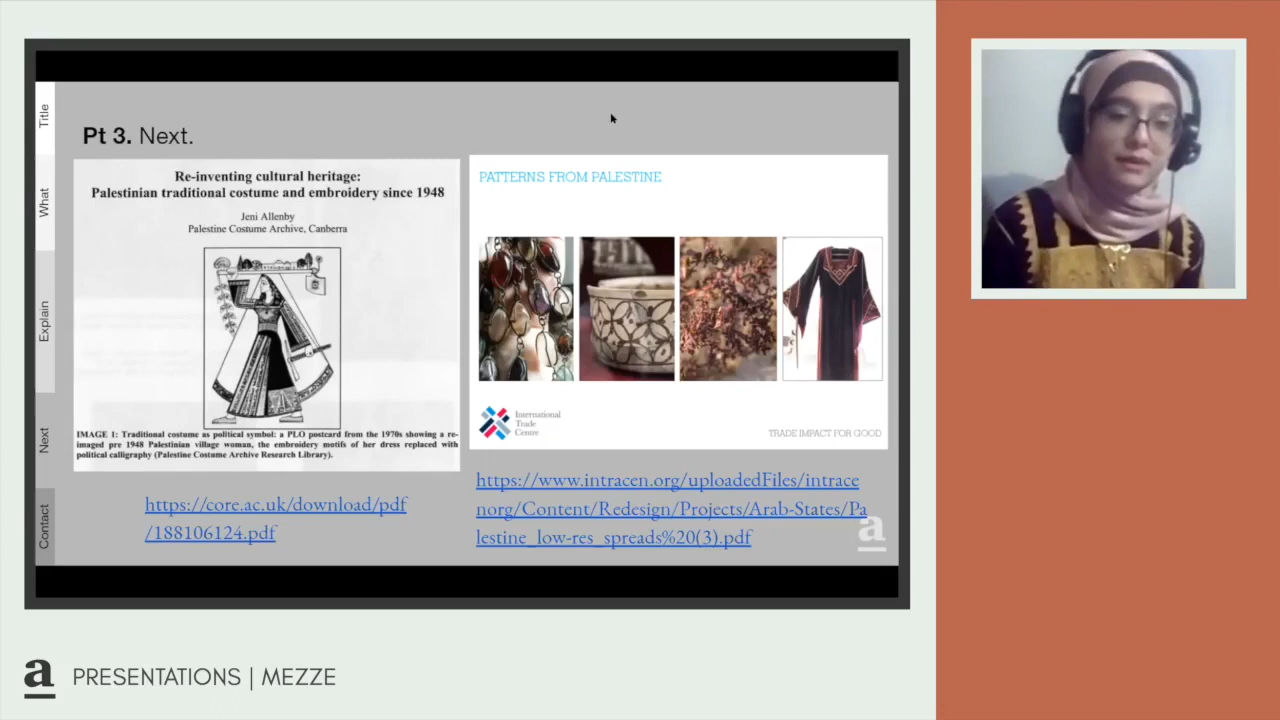 Title
What
Explain
Next
Contact
Pt 3. Next.
Re-inventing cultural heritage:
Palestinian traditional costume and embroidery since 1948
Jeni Allenby
Palestine Costume Archive, Canberra
IMAGE 1: Traditional costume as political symbol: a PLO postcard from the 1970s showing a re-
imaged pre 1948 Palestinian village woman, the embroidery motifs of her dress replaced with
political calligraphy (Palestine Costume Archive Research Library).
https://core.ac.uk/download/pdf
/188106124.pdf
PATTERNS FROM PALESTINE
International
Trade
Centre
TRADE IMPACT FOR GOOD
https://www.intracen.org/uploadedFiles/intrace
norg/Content/Redesign/Projects/Arab-States/Pa
lestine_low-res_spreads%20(3).pdf
a
a
PRESENTATIONS | MEZZE